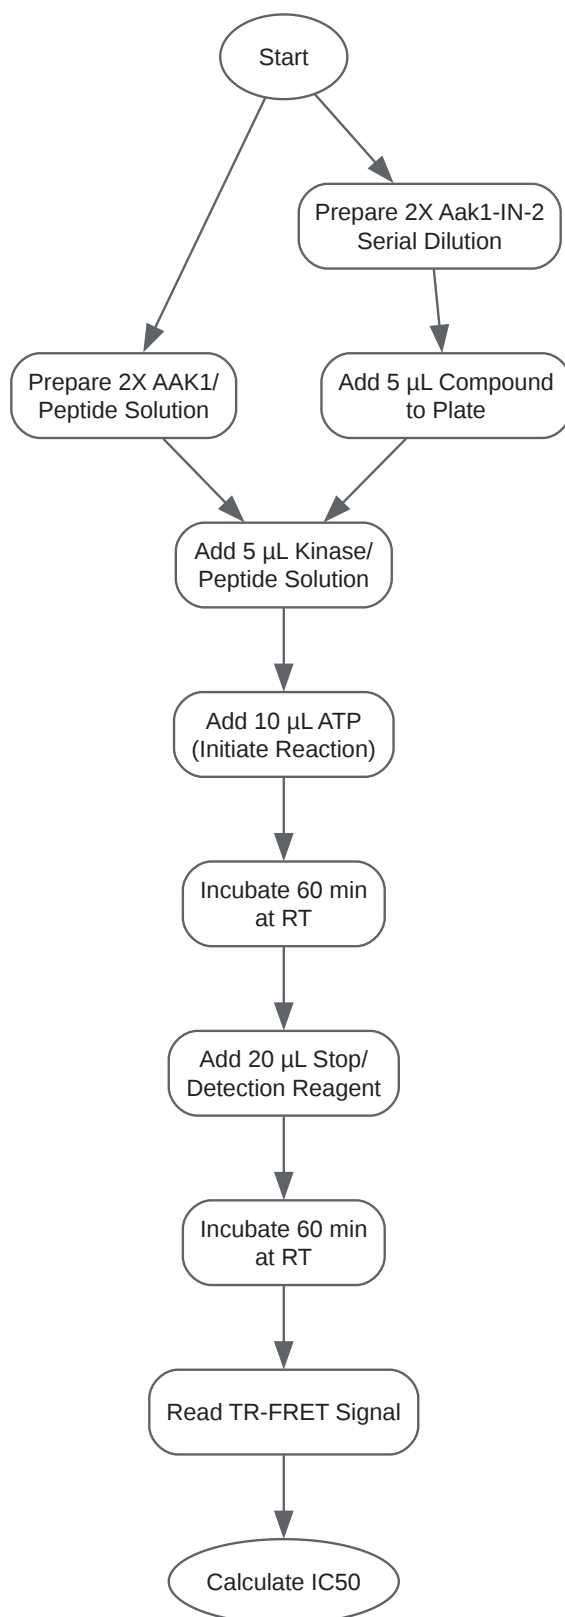 Start
Prepare 2X Aak1-IN-2
Serial Dilution
Prepare 2X AAK1/
Peptide Solution
Add 5 µL Compound
to Plate
Add 5 µL Kinase/
Peptide Solution
Add 10 µL ATP
(Initiate Reaction)
Incubate 60 min
at RT
Add 20 µL Stop/
Detection Reagent
Incubate 60 min
at RT
Read TR-FRET Signal
Calculate IC50